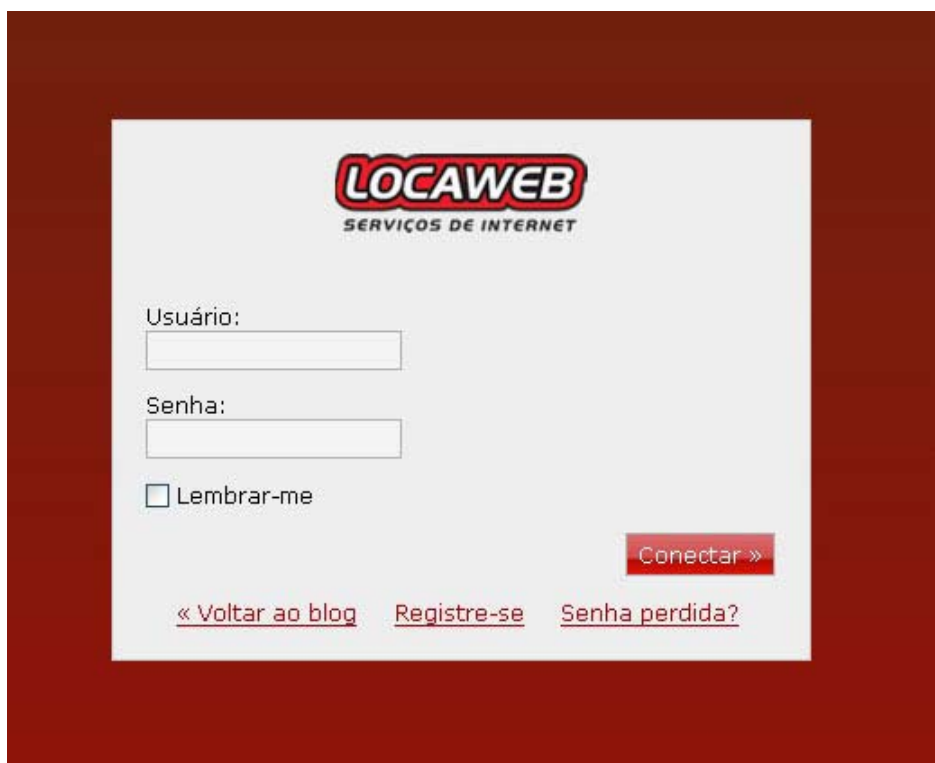 LOCAWEB
SERVIÇOS DE INTERNET
Usuário:
Senha:
Lembrar-me
Conectar »
« Voltar ao blog Registre-se Senha perdida?